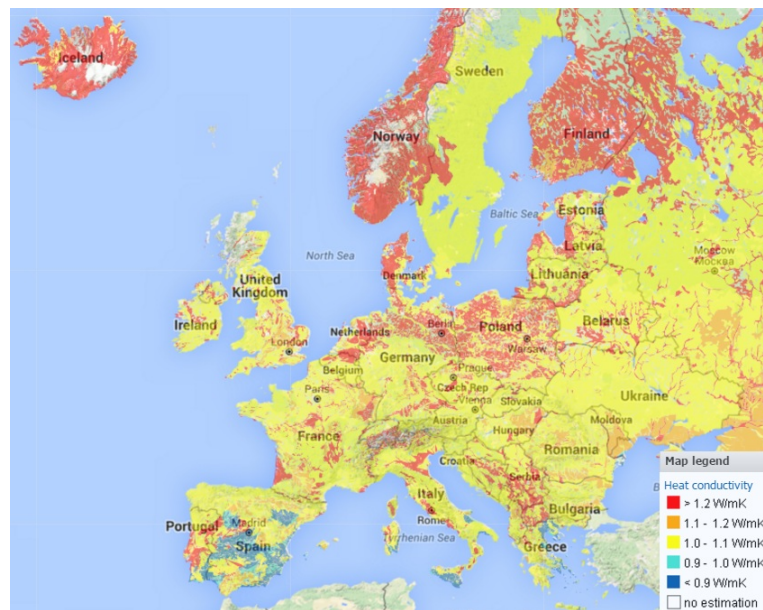 Iceland
Sweden
Norway
Finland
Estonia
Baltic Sea
Latvia
Moscow
Москва
North Sea
Denmark
Lithuania
United
Kingdom
Ireland
Belarus
Netherlands
Berlin
Poland
London
Warsaw
Germany
Belgium
Prague
Czech Rep
Paris
Vienna
Slovakia
Ukraine
Austria
Moldova
Hungary
France
Romania
Croatia
Serbia
Italy
Bulgaria
Portugal
Madrid
Rome
Spain
Tyrrhenian Sea
Greece
Map legend
Heat conductivity
> 1.2 W/mK
1.1 - 1.2 W/mK
1.0 - 1.1 W/mK
0.9 - 1.0 W/mK
< 0.9 W/mK
no estimation